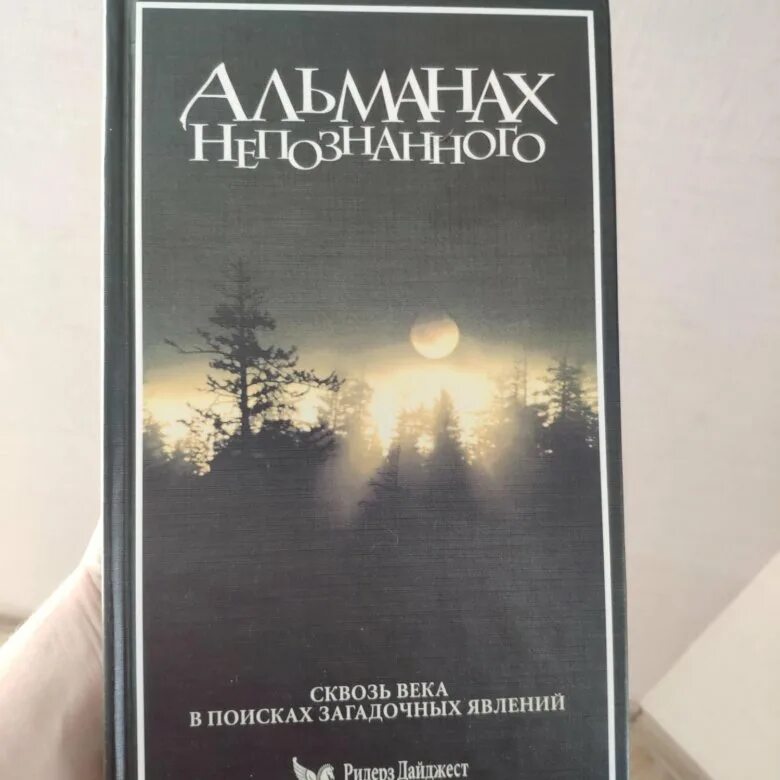 Альманах
Непознанного
СКВОЗЬ ВЕКА
В ПОИСКАХ ЗАГАДОЧНЫХ ЯВЛЕНИЙ
Ридерз Дайджест